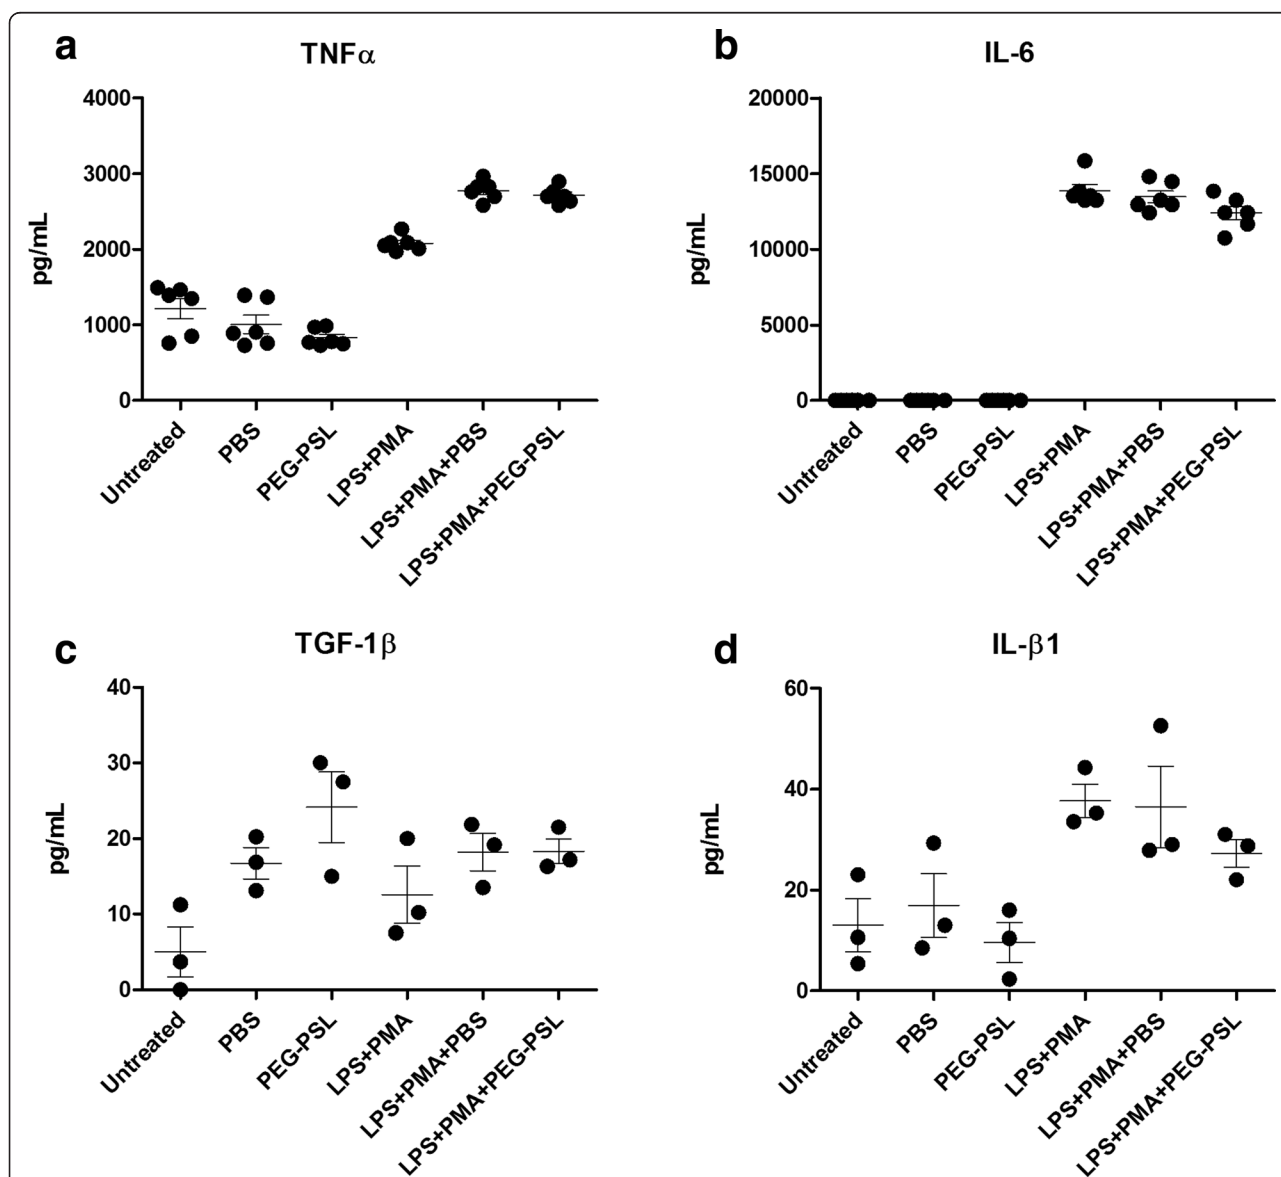 a
TNFα
pg/mL
4000
3000
2000
1000
0
Untreated
PBS
PEG-PSL
LPS+PMA
LPS+PMA+PBS
LPS+PMA+PEG-PSL
b
IL-6
pg/mL
20000
15000
10000
5000
0
Untreated
PBS
PEG-PSL
LPS+PMA
LPS+PMA+PBS
LPS+PMA+PEG-PSL
c
TGF-1β
pg/mL
40
30
20
10
0
Untreated
PBS
PEG-PSL
LPS+PMA
LPS+PMA+PBS
LPS+PMA+PEG-PSL
d
IL-β1
pg/mL
60
40
20
0
Untreated
PBS
PEG-PSL
LPS+PMA
LPS+PMA+PBS
LPS+PMA+PEG-PSL